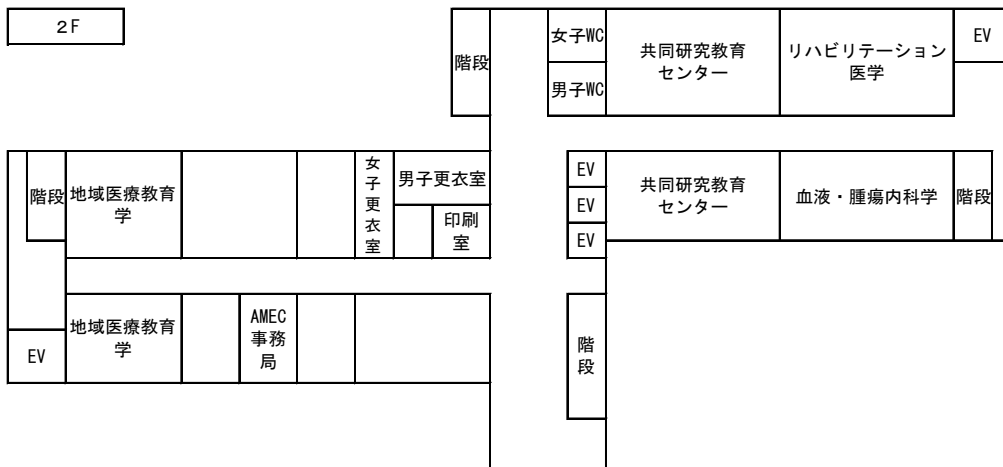 ２Ｆ
階段
女子WC
男子WC
共同研究教育
センター
リハビリテーション
医学
EV
階段
地域医療教育
学
女
子
更
衣
室
男子更衣室
印刷
室
EV
EV
EV
共同研究教育
センター
血液・腫瘍内科学
階段
EV
地域医療教育
学
AMEC
事務
局
階
段